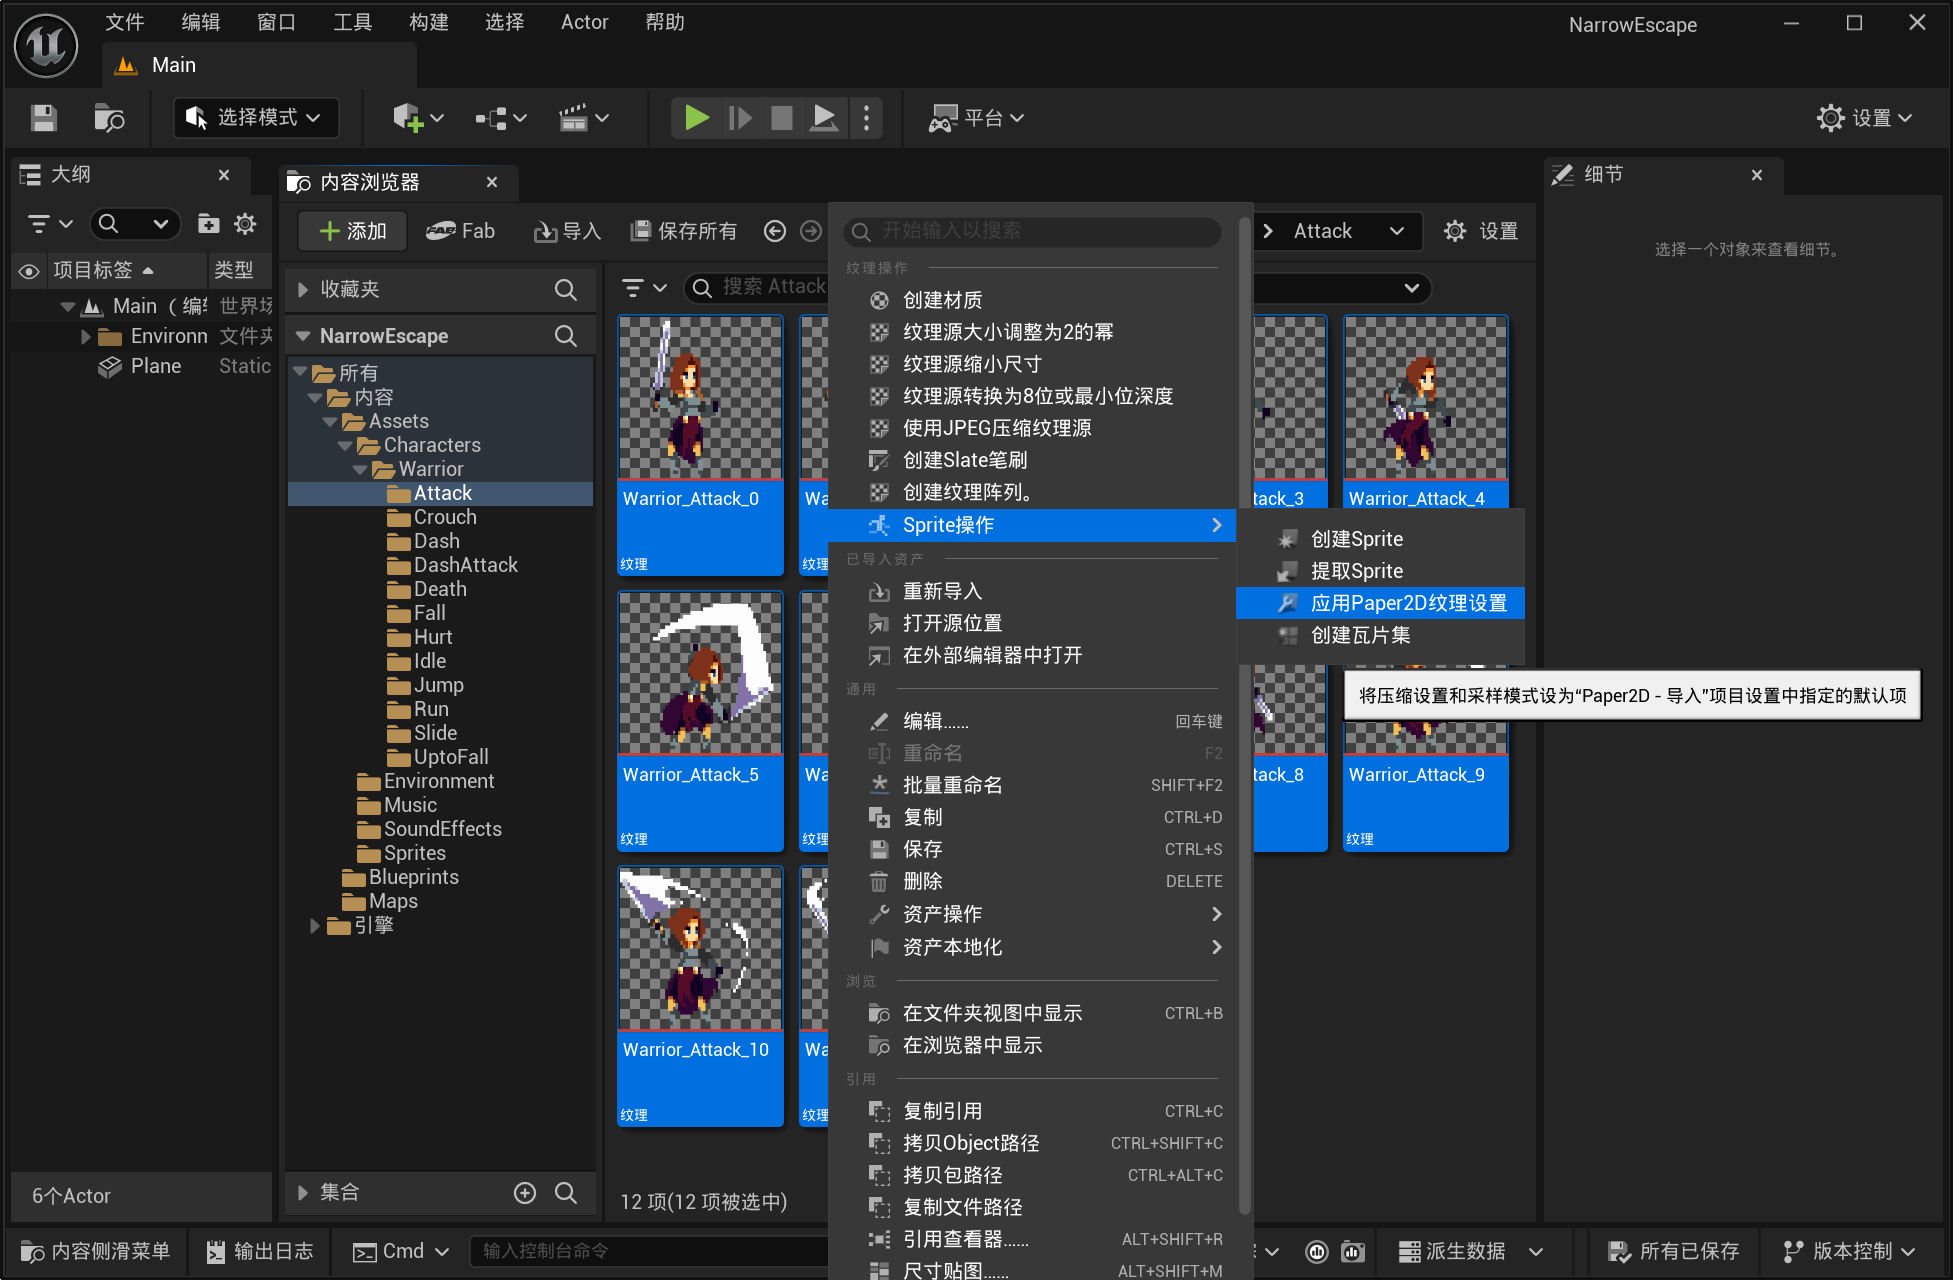 文件 编辑 窗口 工具 构建 选择 Actor 帮助
NarrowEscape
Main
选择模式
平台
设置
大纲
项目标签 类型
Main（编辑 世界场
Environm 文件夹
Plane Static
6个Actor
内容浏览器
添加 Fab 导入 保存所有
Attack 设置
收藏夹
NarrowEscape
所有
内容
Assets
Characters
Warrior
Attack
Crouch
Dash
DashAttack
Death
Fall
Hurt
Idle
Jump
Run
Slide
UptoFall
Environment
Music
SoundEffects
Sprites
Blueprints
Maps
引擎
集合
搜索 Attack
Warrior_Attack_0
纹理
Wa
纹理
tack_3
Warrior_Attack_4
Warrior_Attack_5
纹理
Wa
纹理
tack_8
Warrior_Attack_9
纹理
Warrior_Attack_10
纹理
Wa
纹理
12 项(12 项被选中)
开始输入以搜索
纹理操作
创建材质
纹理源大小调整为2的幂
纹理源缩小尺寸
纹理源转换为8位或最小位深度
使用JPEG压缩纹理源
创建Slate笔刷
创建纹理阵列。
Sprite操作
已导入资产
重新导入
打开源位置
在外部编辑器中打开
通用
编辑...... 回车键
重命名 F2
批量重命名 SHIFT+F2
复制 CTRL+D
保存 CTRL+S
删除 DELETE
资产操作
资产本地化
浏览
在文件夹视图中显示 CTRL+B
在浏览器中显示
引用
复制引用 CTRL+C
拷贝Object路径 CTRL+SHIFT+C
拷贝包路径 CTRL+ALT+C
复制文件路径
引用查看器...... ALT+SHIFT+R
尺寸贴图...... ALT+SHIFT+M
创建Sprite
提取Sprite
应用Paper2D纹理设置
创建瓦片集
将压缩设置和采样模式设为“Paper2D - 导入”项目设置中指定的默认项
细节
选择一个对象来查看细节。
内容侧滑菜单 输出日志 Cmd 输入控制台命令
派生数据 所有已保存 版本控制